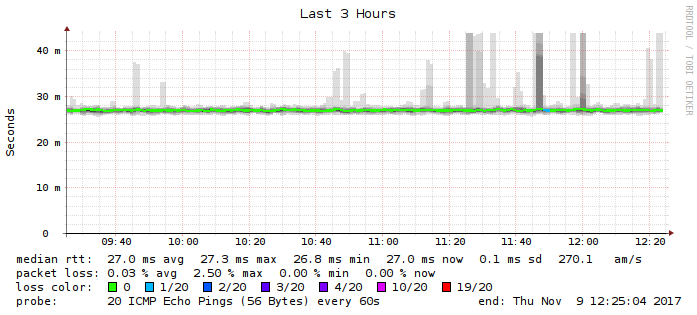 Last 3 Hours
RRDTOOL / TOBI OETIKER
Seconds
40 m
30 m
20 m
10 m
0
09:40 10:00 10:20 10:40 11:00 11:20 11:40 12:00 12:20
median rtt: 27.0 ms avg 27.3 ms max 26.8 ms min 27.0 ms now 0.1 ms sd 270.1 am/s
packet loss: 0.03 % avg 2.50 % max 0.00 % min 0.00 % now
loss color: 0 1/20 2/20 3/20 4/20 10/20 19/20
probe: 20 ICMP Echo Pings (56 Bytes) every 60s end: Thu Nov 9 12:25:04 2017